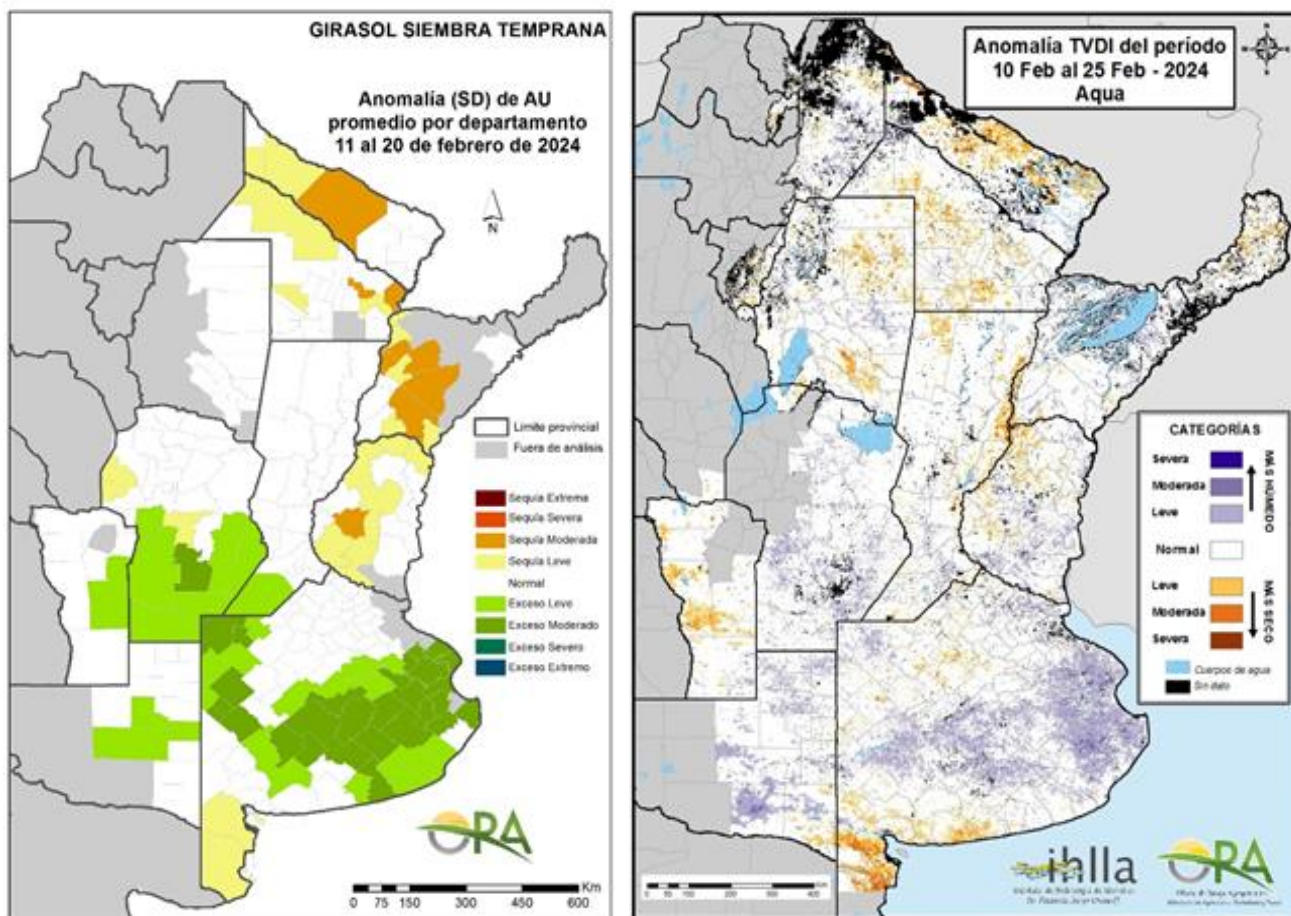 GIRASOL SIEMBRA TEMPRANA
Anomalía (SD) de AU
promedio por departamento
11 al 20 de febrero de 2024
N
Limite provincial
Fuera de análisis
Sequía Extrema
Sequía Severa
Sequía Moderada
Sequía Leve
Normal
Exceso Leve
Exceso Moderado
Exceso Severo
Exceso Extremo
ORA
Km
0 75 150 300 450 600
Anomalía TVDI del período
10 Feb al 25 Feb - 2024
Aqua
CATEGORÍAS
Severa
Moderada
Leve
Normal
Leve
Moderada
Severa
MÁS HÚMEDO
MÁS SECO
Cuerpos de agua
Sin dato
ihlla
ORA